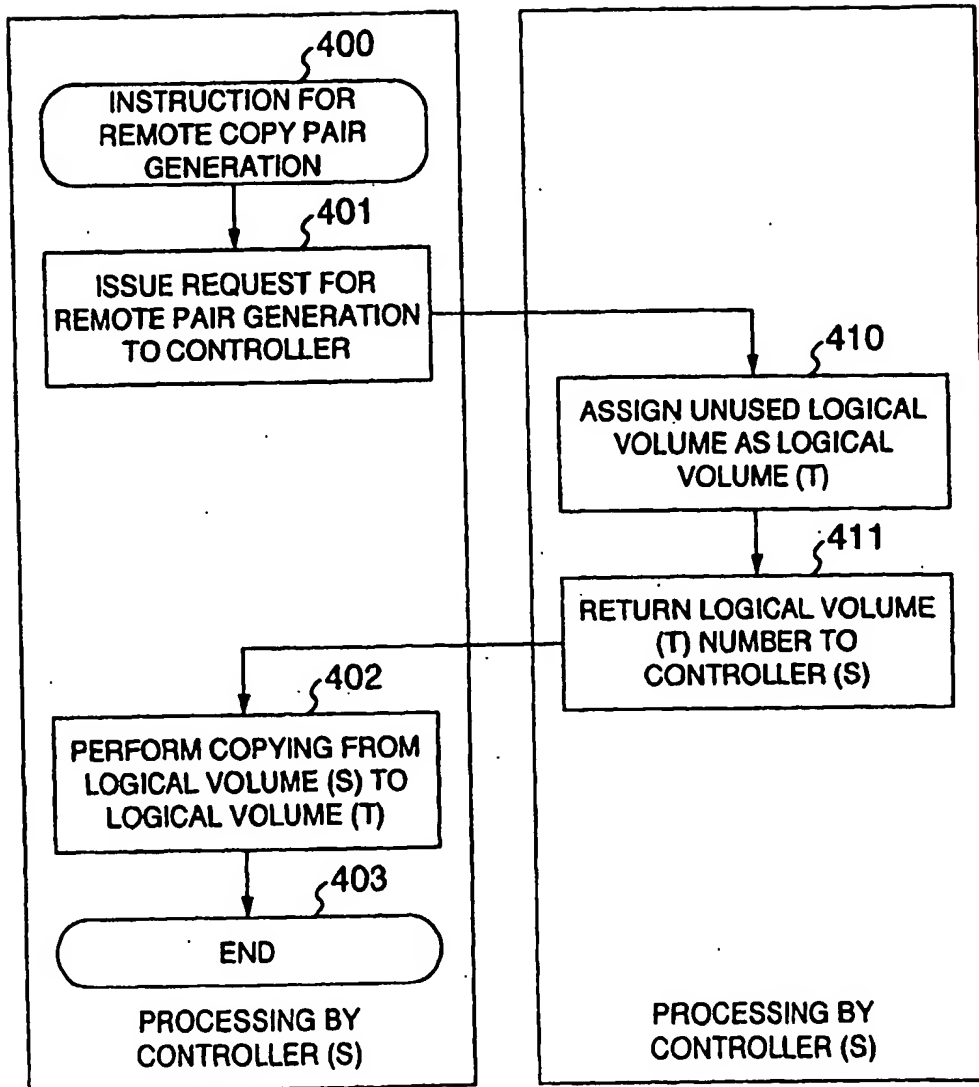 400
INSTRUCTION FOR
REMOTE COPY PAIR
GENERATION
401
ISSUE REQUEST FOR
REMOTE PAIR GENERATION
TO CONTROLLER
410
ASSIGN UNUSED LOGICAL
VOLUME AS LOGICAL
VOLUME (T)
411
RETURN LOGICAL VOLUME
(T) NUMBER TO
CONTROLLER (S)
402
PERFORM COPYING FROM
LOGICAL VOLUME (S) TO
LOGICAL VOLUME (T)
403
END
PROCESSING BY
CONTROLLER (S)
PROCESSING BY
CONTROLLER (S)